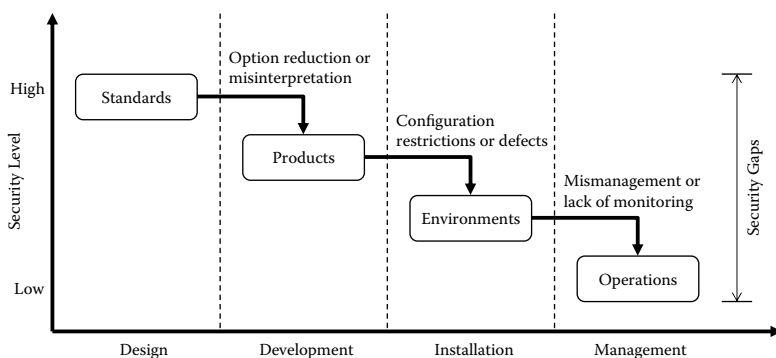 Option reduction or
misinterpretation
High
Standards
Configuration
restrictions or defects
Products
Mismanagement or
lack of monitoring
Security Level
Security Gaps
Environments
Operations
Low
Design
Development
Installation
Management